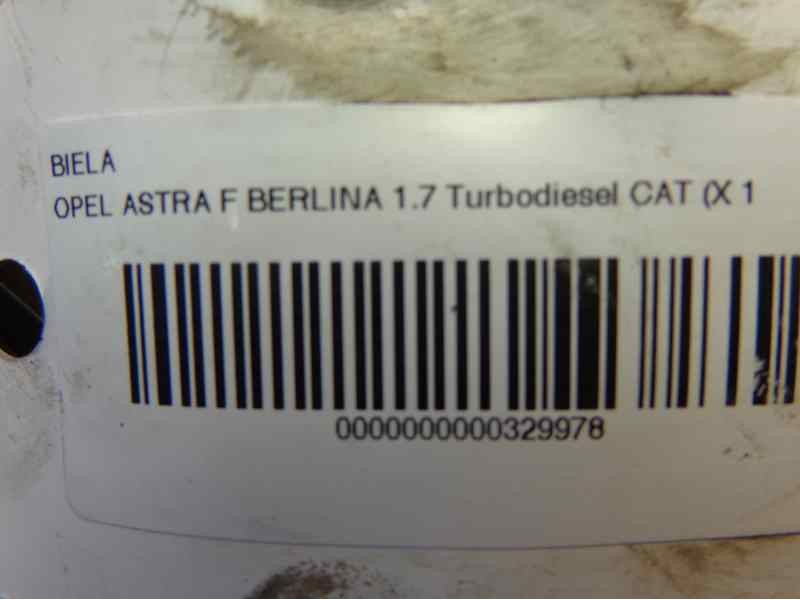 BIELA
OPEL ASTRA F BERLINA 1.7 Turbodiesel CAT (X 1
0000000000329978